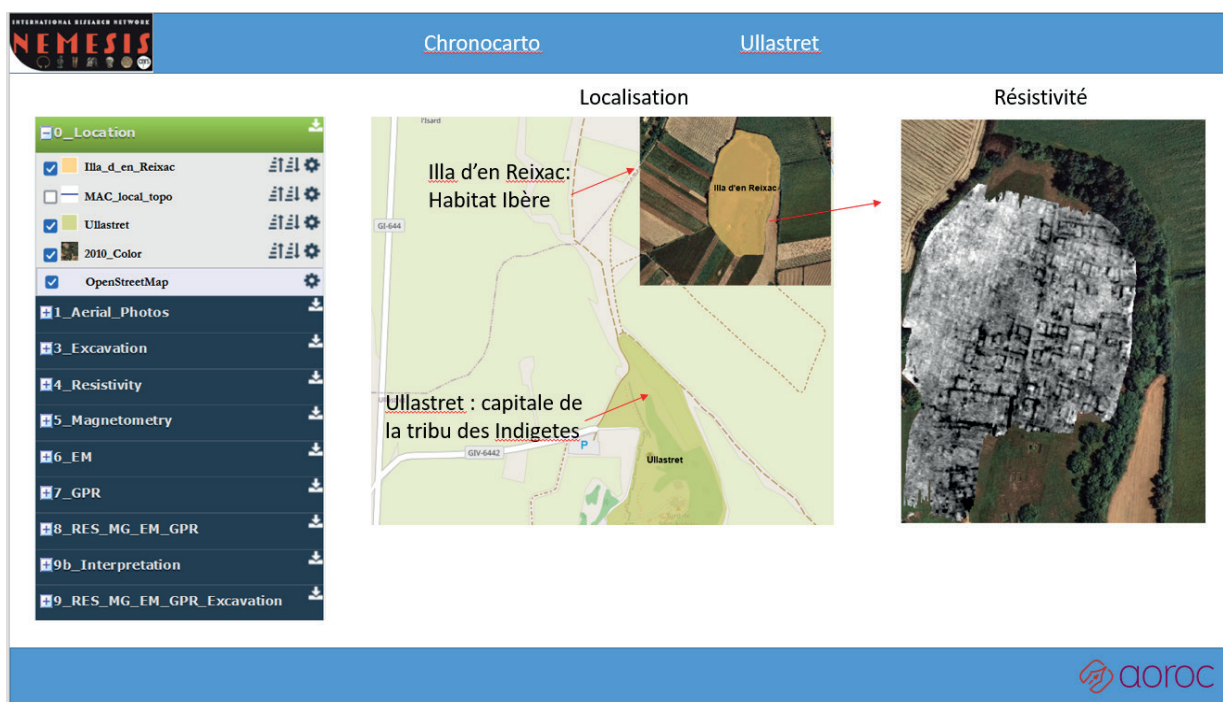 INTERNATIONAL RESEARCH NETWORK
NEMESIS
cnrs
Chronocarto
Ullastret
0_Location
Illa_d_en_Reixac
MAC_local_topo
Ullastret
2010_Color
OpenStreetMap
1_Aerial_Photos
3_Excavation
4_Resistivity
5_Magnetometry
6_EM
7_GPR
8_RES_MG_EM_GPR
9b_Interpretation
9_RES_MG_EM_GPR_Excavation
Localisation
l'Isard
Illa d'en Reixac:
Habitat Ibère
Illa d'en Reixac
GI-644
Ullastret : capitale de
la tribu des Indigetes
P
GIV-6442
Ullastret
Résistivité
aoroc